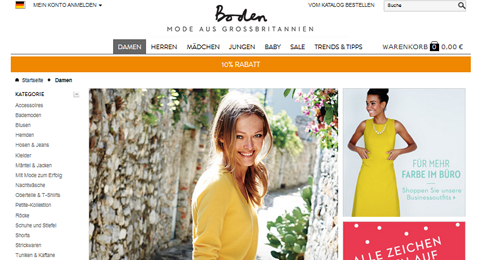 MEIN KONTO ANMELDEN
VOM KATALOG BESTELLEN
Suche
Boden
MODE AUS GROSSBRITANNIEN
DAMEN HERREN MÄDCHEN JUNGEN BABY SALE TRENDS & TIPPS WARENKORB 0 0,00 €
10% RABATT
Startseite Damen
KATEGORIE
Accessoires
Bademoden
Blusen
Hemden
Hosen & Jeans
Kleider
Mäntel & Jacken
Mit Mode zum Erfolg
Nachtwäsche
Oberteile & T-Shirts
Petite-Kollektion
Röcke
Schuhe und Stiefel
Shorts
Strickwaren
Tuniken & Kaftane
FÜR MEHR
FARBE IM BÜRO
Shoppen Sie unsere
Businessoutfits
ALLE ZEICHEN
AUF